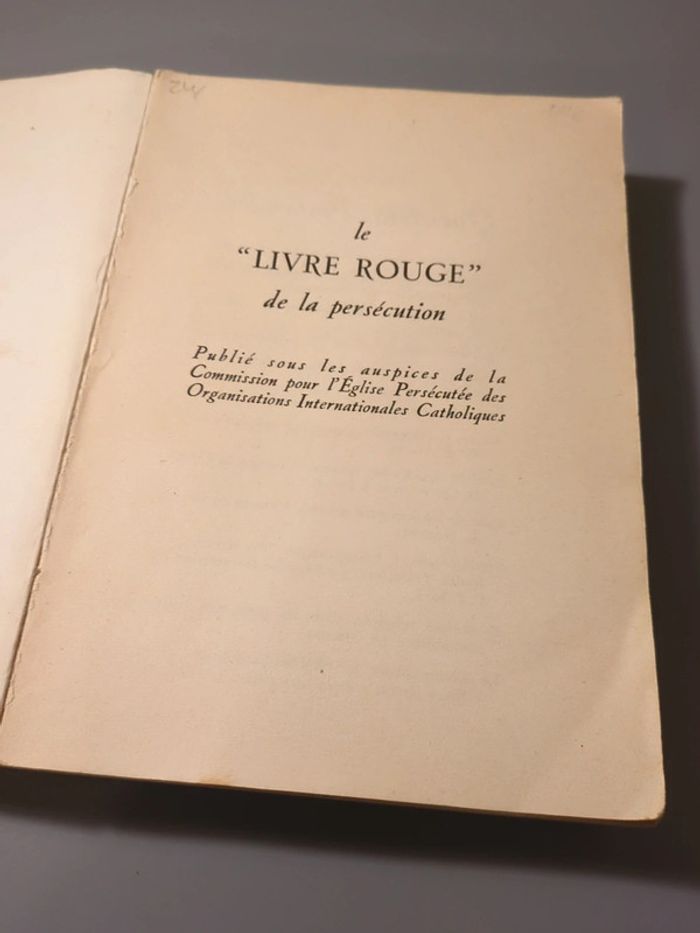 le
“LIVRE ROUGE”
de la persécution
Publié sous les auspices de la
Commission pour l'Église Persécutée des
Organisations Internationales Catholiques